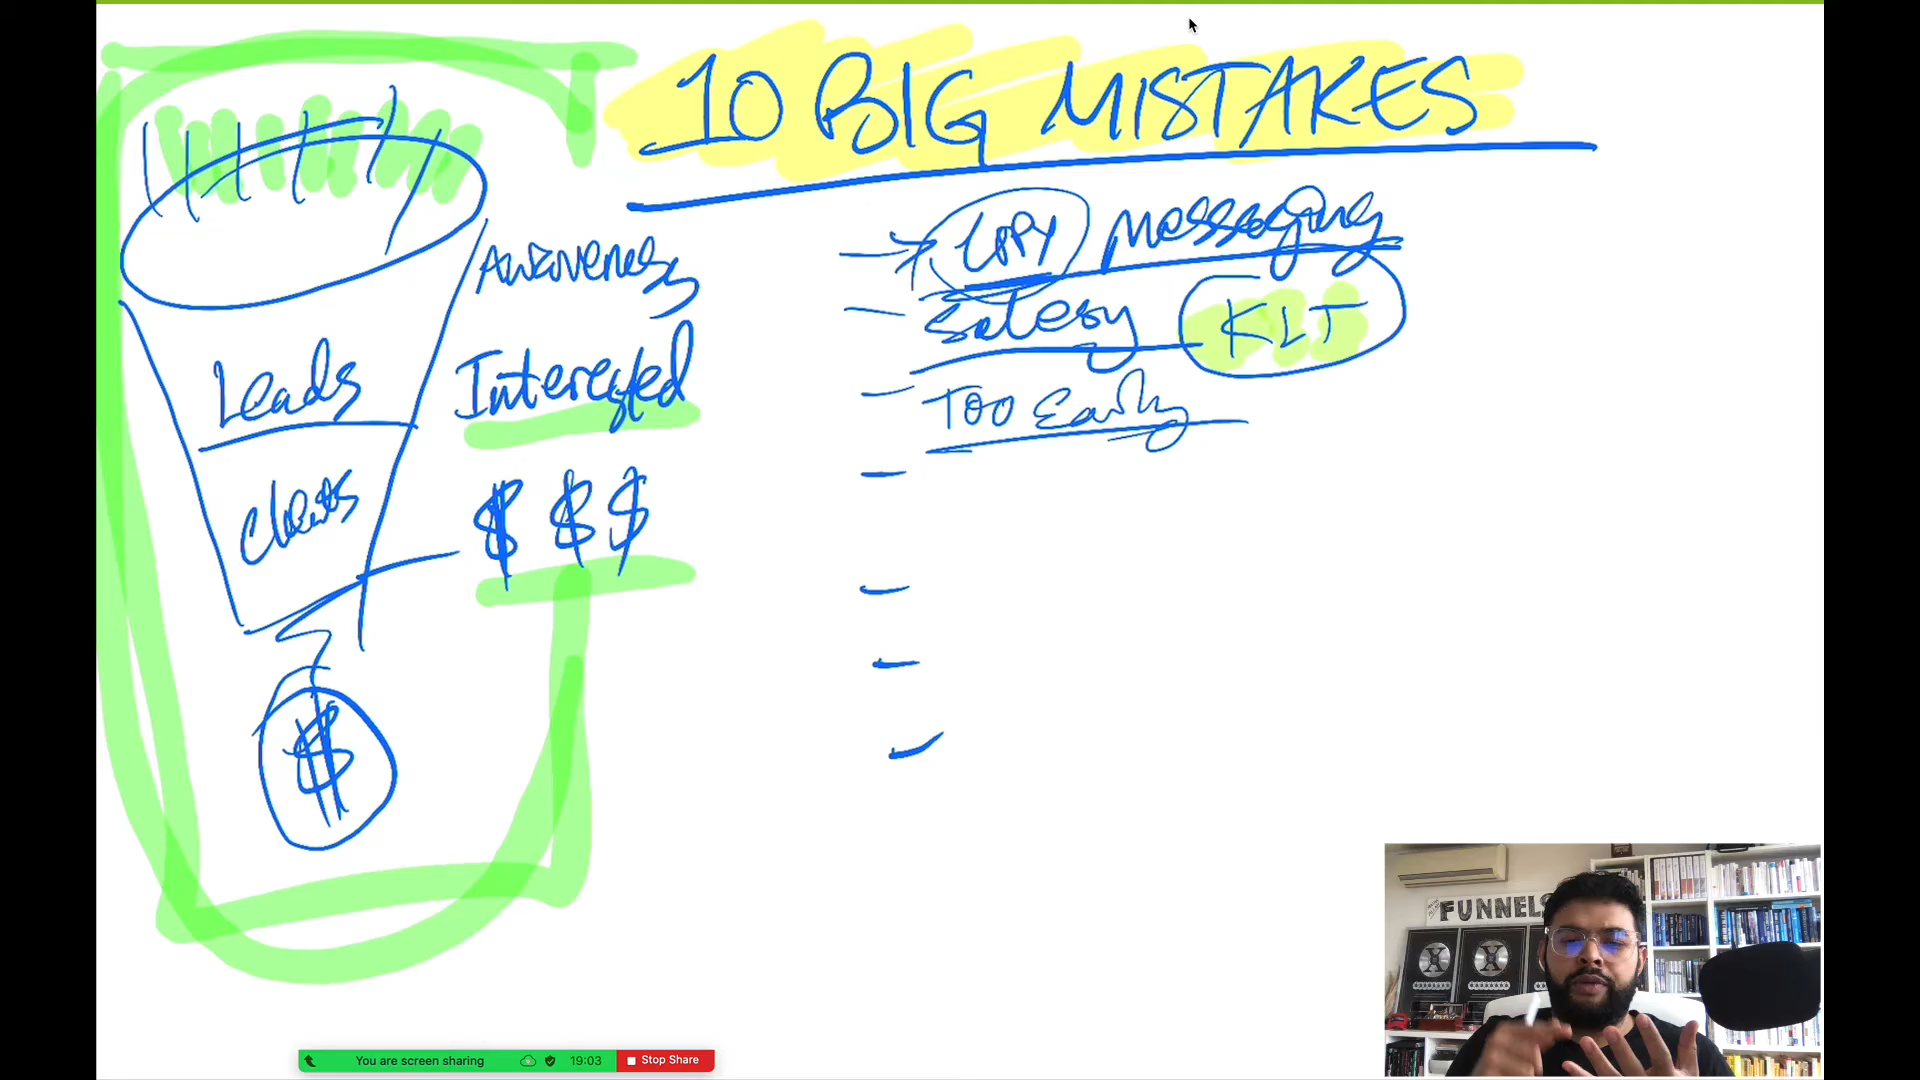 10 BIG MISTAKES
COPY Messaging
Awareness
Salesy KLT
Leads
Interested
Too Early
clients
$ $ $
$
FUNNELS
X X
You are screen sharing 19:03 Stop Share